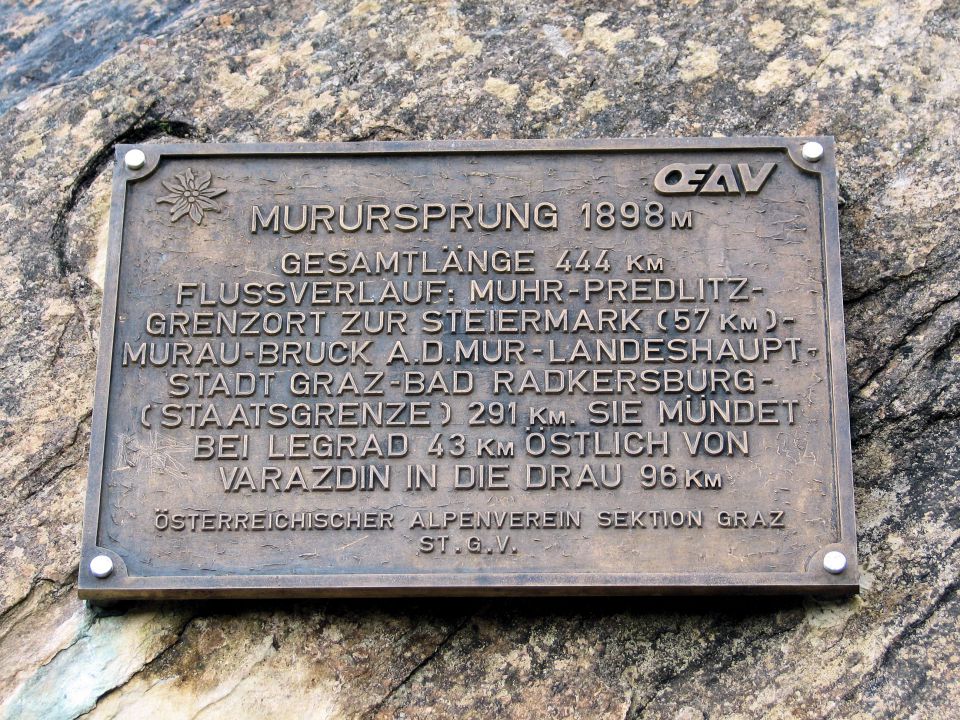 ŒAV
MURURSPRUNG 1898M
GESAMTLÄNGE 444 KM
FLUSSVERLAUF: MUHR-PREDLITZ-
GRENZORT ZUR STEIERMARK (57 KM)-
MURAU-BRUCK A.D.MUR-LANDESHAUPT-
STADT GRAZ-BAD RADKERSBURG-
(STAATSGRENZE) 291 KM. SIE MÜNDET
BEI LEGRAD 43 KM ÖSTLICH VON
VARAZDIN IN DIE DRAU 96 KM
ÖSTERREICHISCHER ALPENVEREIN SEKTION GRAZ
ST.G.V.